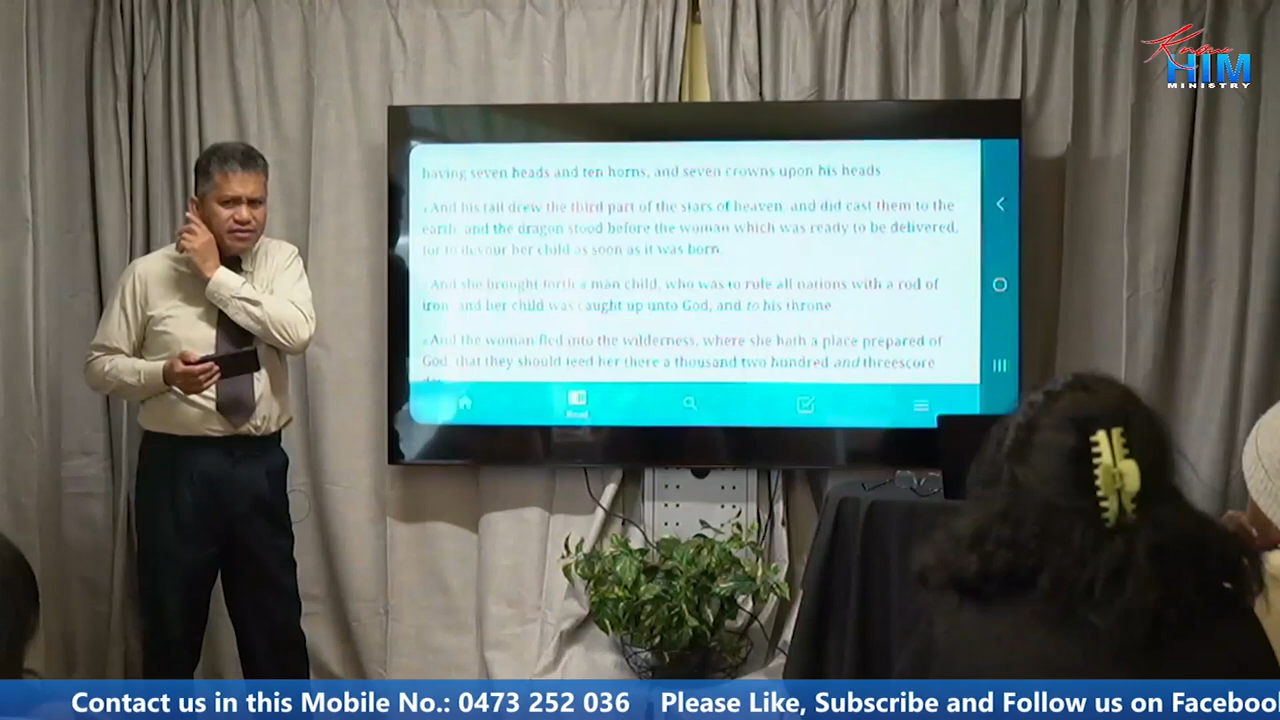 Know
HIM
MINISTRY
having seven heads and ten horns, and seven crowns upon his heads
And his tail drew the third part of the stars of heaven, and did cast them to the
earth and the dragon stood before the woman which was ready to be delivered,
for to devour her child as soon as it was born.
And she brought forth a man child, who was to rule all nations with a rod of
iron and her child was caught up unto God, and to his throne
And the woman fled into the wilderness, where she hath a place prepared of
God, that they should feed her there a thousand two hundred and threescore
Read
Contact us in this Mobile No.: 0473 252 036 Please Like, Subscribe and Follow us on Facebook